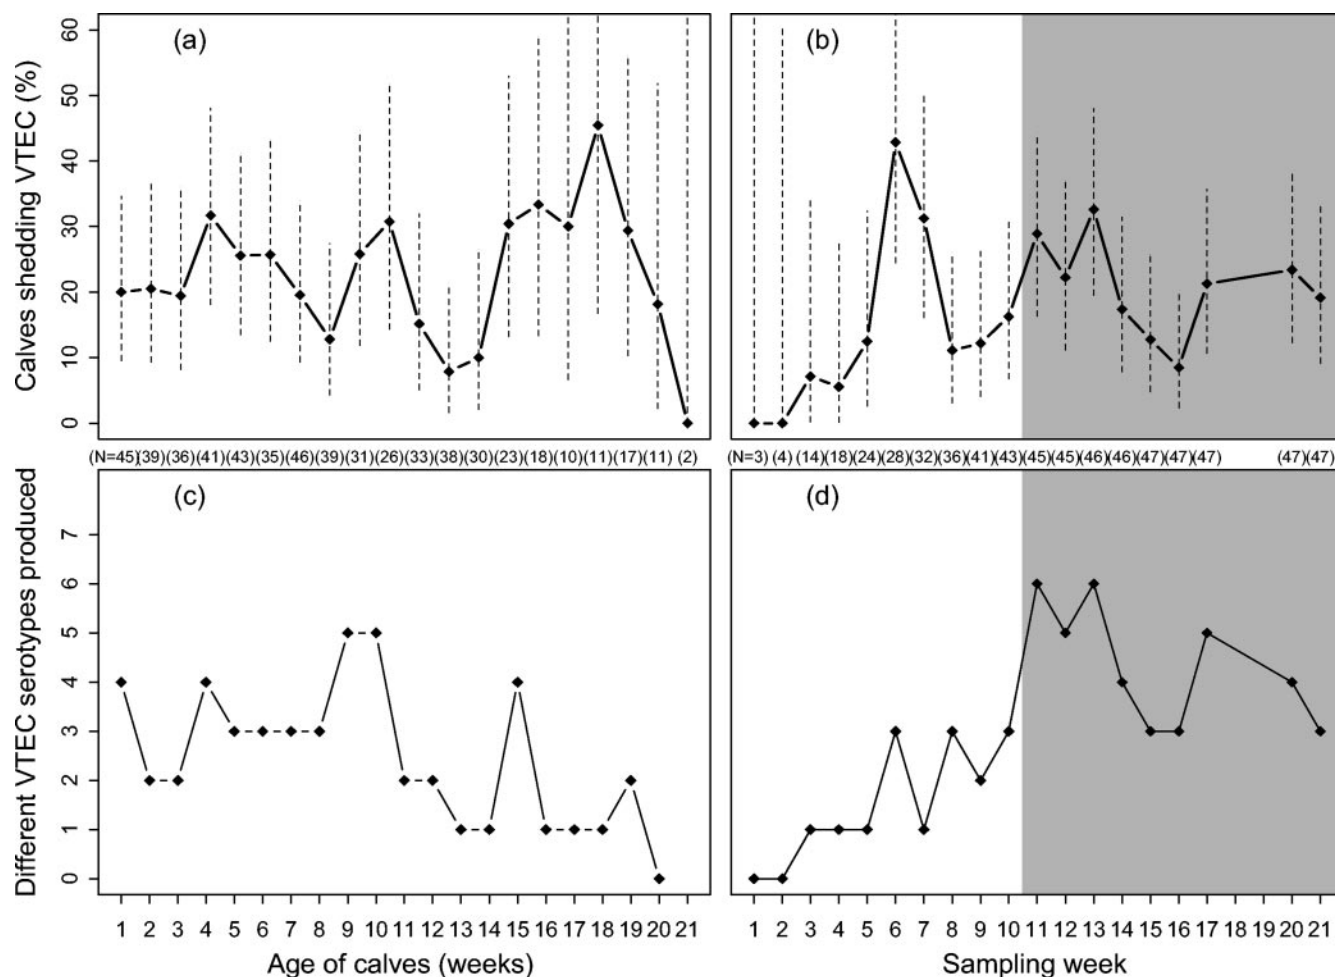 (a)
(b)
Calves shedding VTEC (%)
60
50
40
30
20
10
0
(N=45)(39)(36)(41)(43)(35)(46)(39)(31)(26)(33)(38)(30)(23)(18)(10)(11)(17)(11) (2)
(N=3) (4) (14)(18)(24)(28)(32)(36)(41)(43)(45)(45)(46)(46)(47)(47)(47) (47)(47)
(c)
(d)
Different VTEC serotypes produced
7
6
5
4
3
2
1
0
1 2 3 4 5 6 7 8 9 10 11 12 13 14 15 16 17 18 19 20 21
1 2 3 4 5 6 7 8 9 10 11 12 13 14 15 16 17 18 19 20 21
Age of calves (weeks)
Sampling week